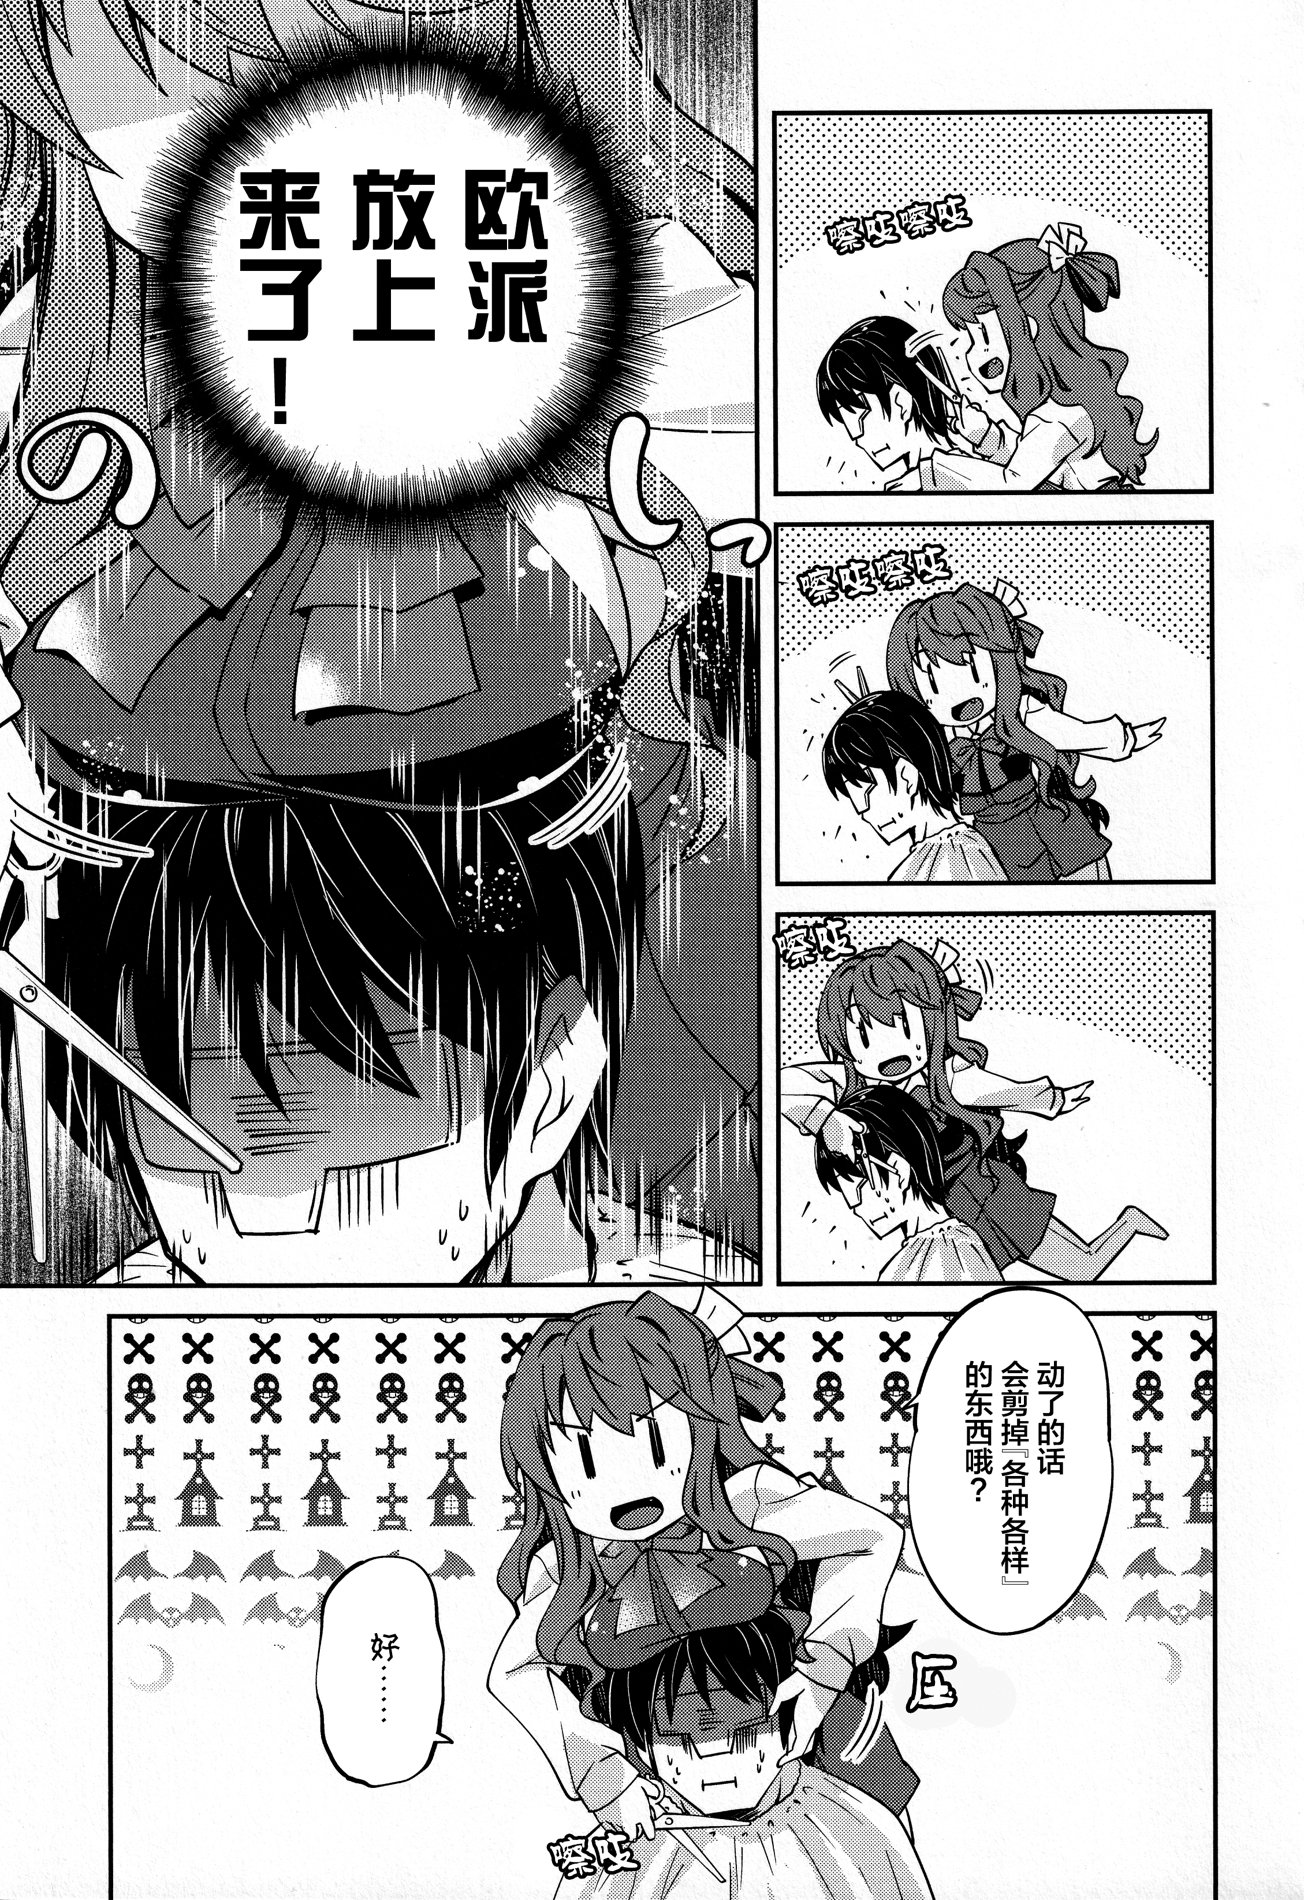 嚓吱嚓吱
嚓吱嚓吱
嚓吱
欧派
放上
来了！
のしっ
动了的话
会剪掉『各种各样』
的东西哦？
压
好……
嚓吱